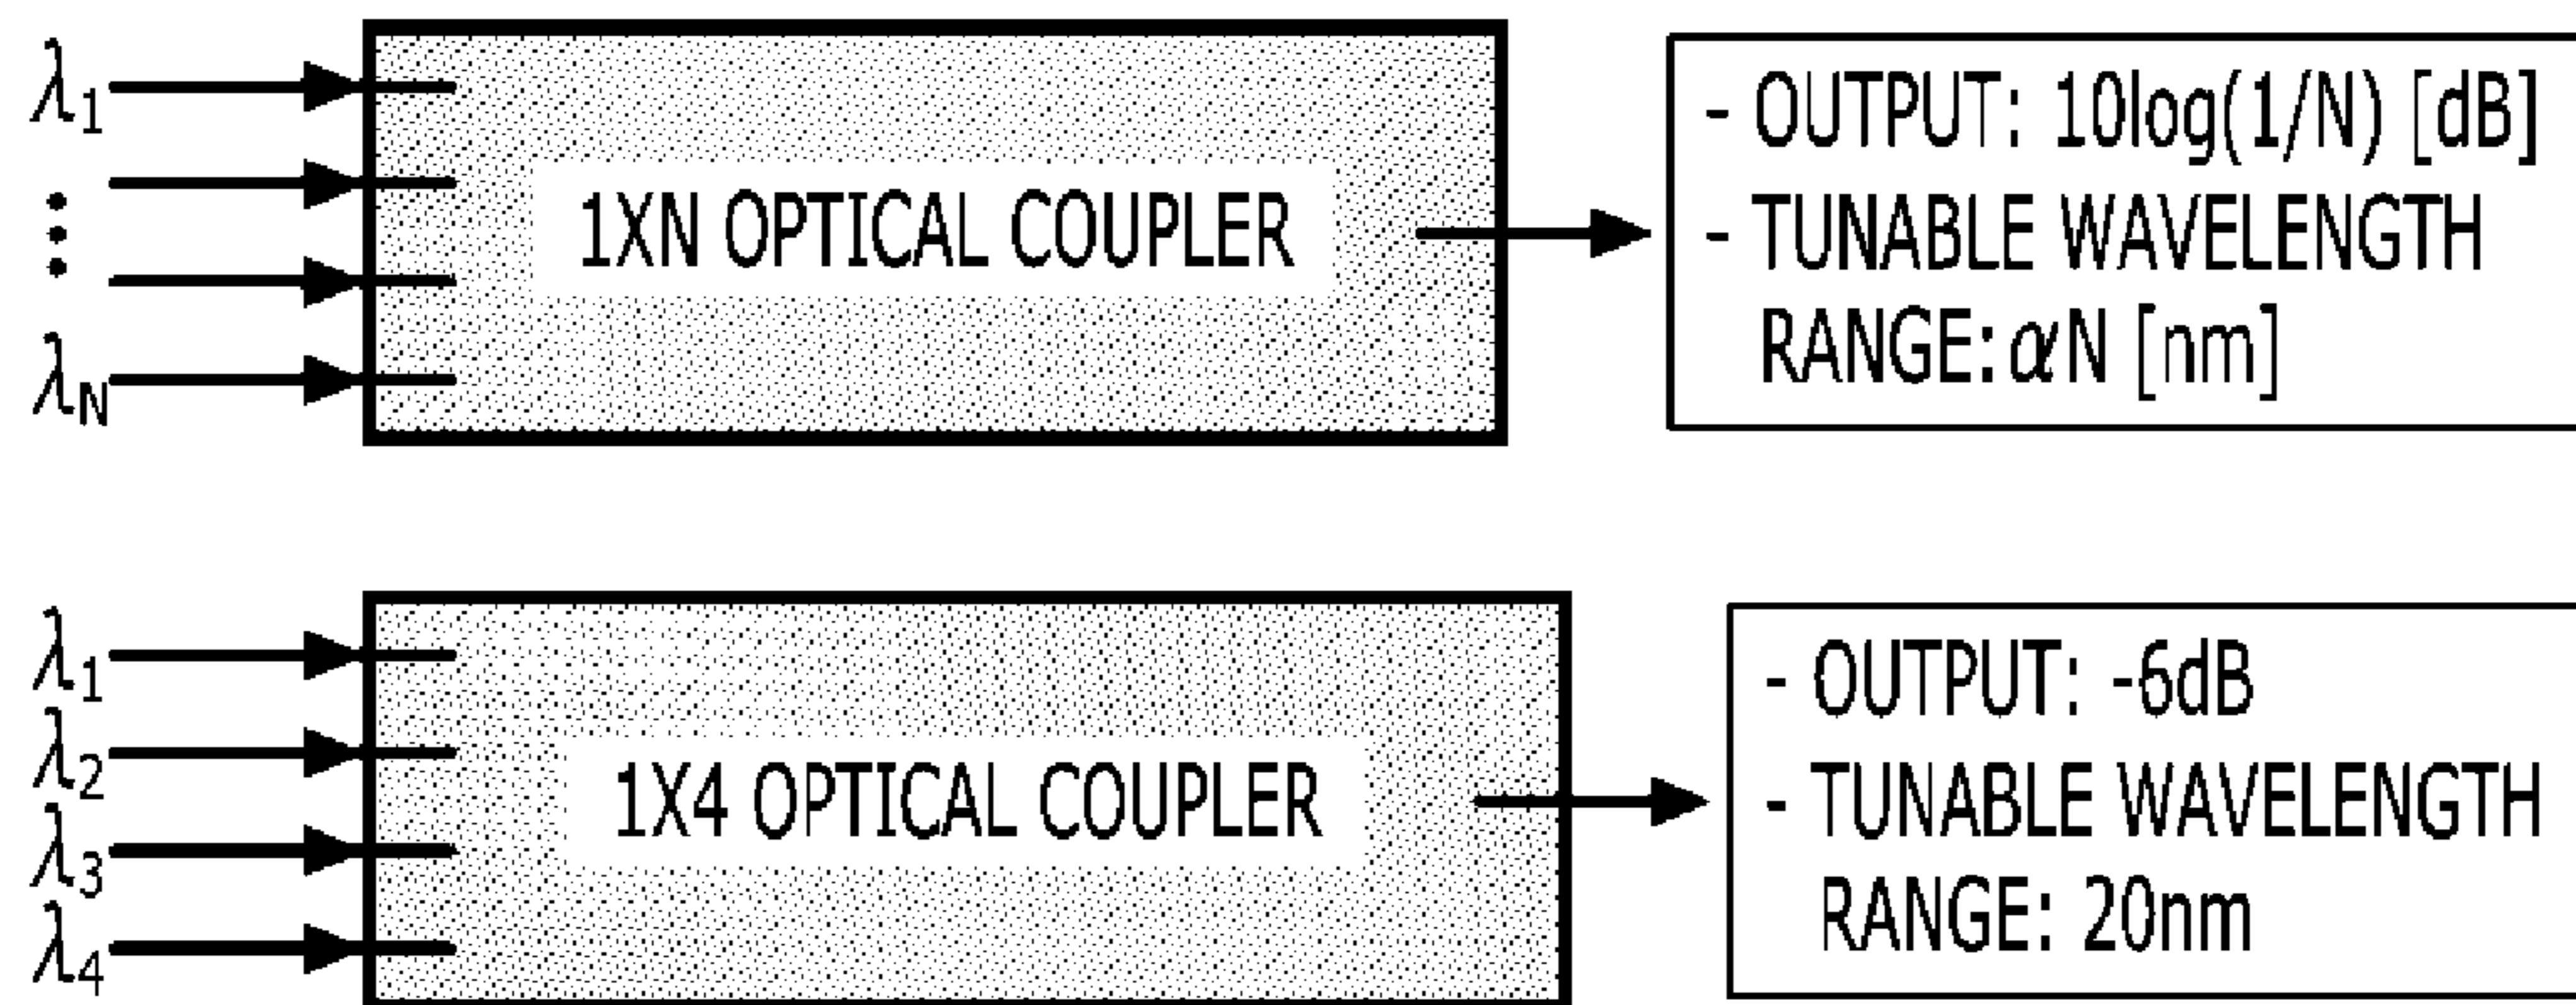 λ1
λN
1XN OPTICAL COUPLER
- OUTPUT: 10log(1/N) [dB]
- TUNABLE WAVELENGTH
RANGE: αN [nm]
λ1
λ2
λ3
λ4
1X4 OPTICAL COUPLER
- OUTPUT: -6dB
- TUNABLE WAVELENGTH
RANGE: 20nm